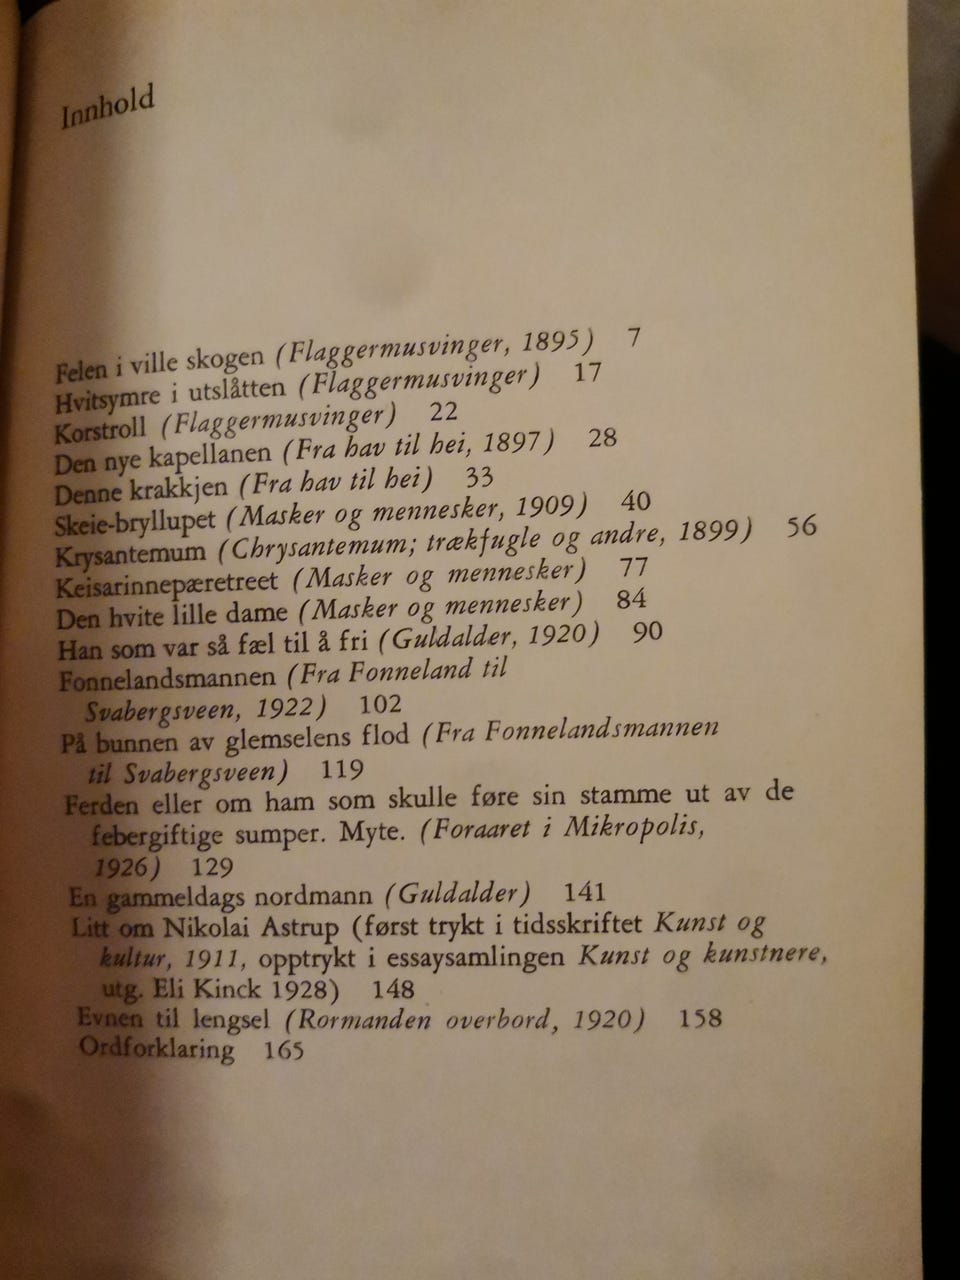 Innhold
Felen i ville skogen (Flaggermusvinger, 1895) 7
Hvitsymre i utslåtten (Flaggermusvinger) 17
Korstroll (Flaggermusvinger) 22
Den nye kapellanen (Fra hav til hei, 1897) 28
Denne krakkjen (Fra hav til hei) 33
Skeie-bryllupet (Masker og mennesker, 1909) 40
Krysantemum (Chrysantemum; trækfugle og andre, 1899) 56
Keisarinnepæretreet (Masker og mennesker) 77
Den hvite lille dame (Masker og mennesker) 84
Han som var så fæl til å fri (Guldalder, 1920) 90
Fonnelandsmannen (Fra Fonneland til
Svabergsveen, 1922) 102
På bunnen av glemselens flod (Fra Fonnelandsmannen
til Svabergsveen) 119
Ferden eller om ham som skulle føre sin stamme ut av de
febergiftige sumper. Myte. (Foraaret i Mikropolis,
1926) 129
En gammeldags nordmann (Guldalder) 141
Litt om Nikolai Astrup (først trykt i tidsskriftet Kunst og
kultur, 1911, opptrykt i essaysamlingen Kunst og kunstnere,
utg. Eli Kinck 1928) 148
Evnen til lengsel (Rormanden overbord, 1920) 158
Ordforklaring 165